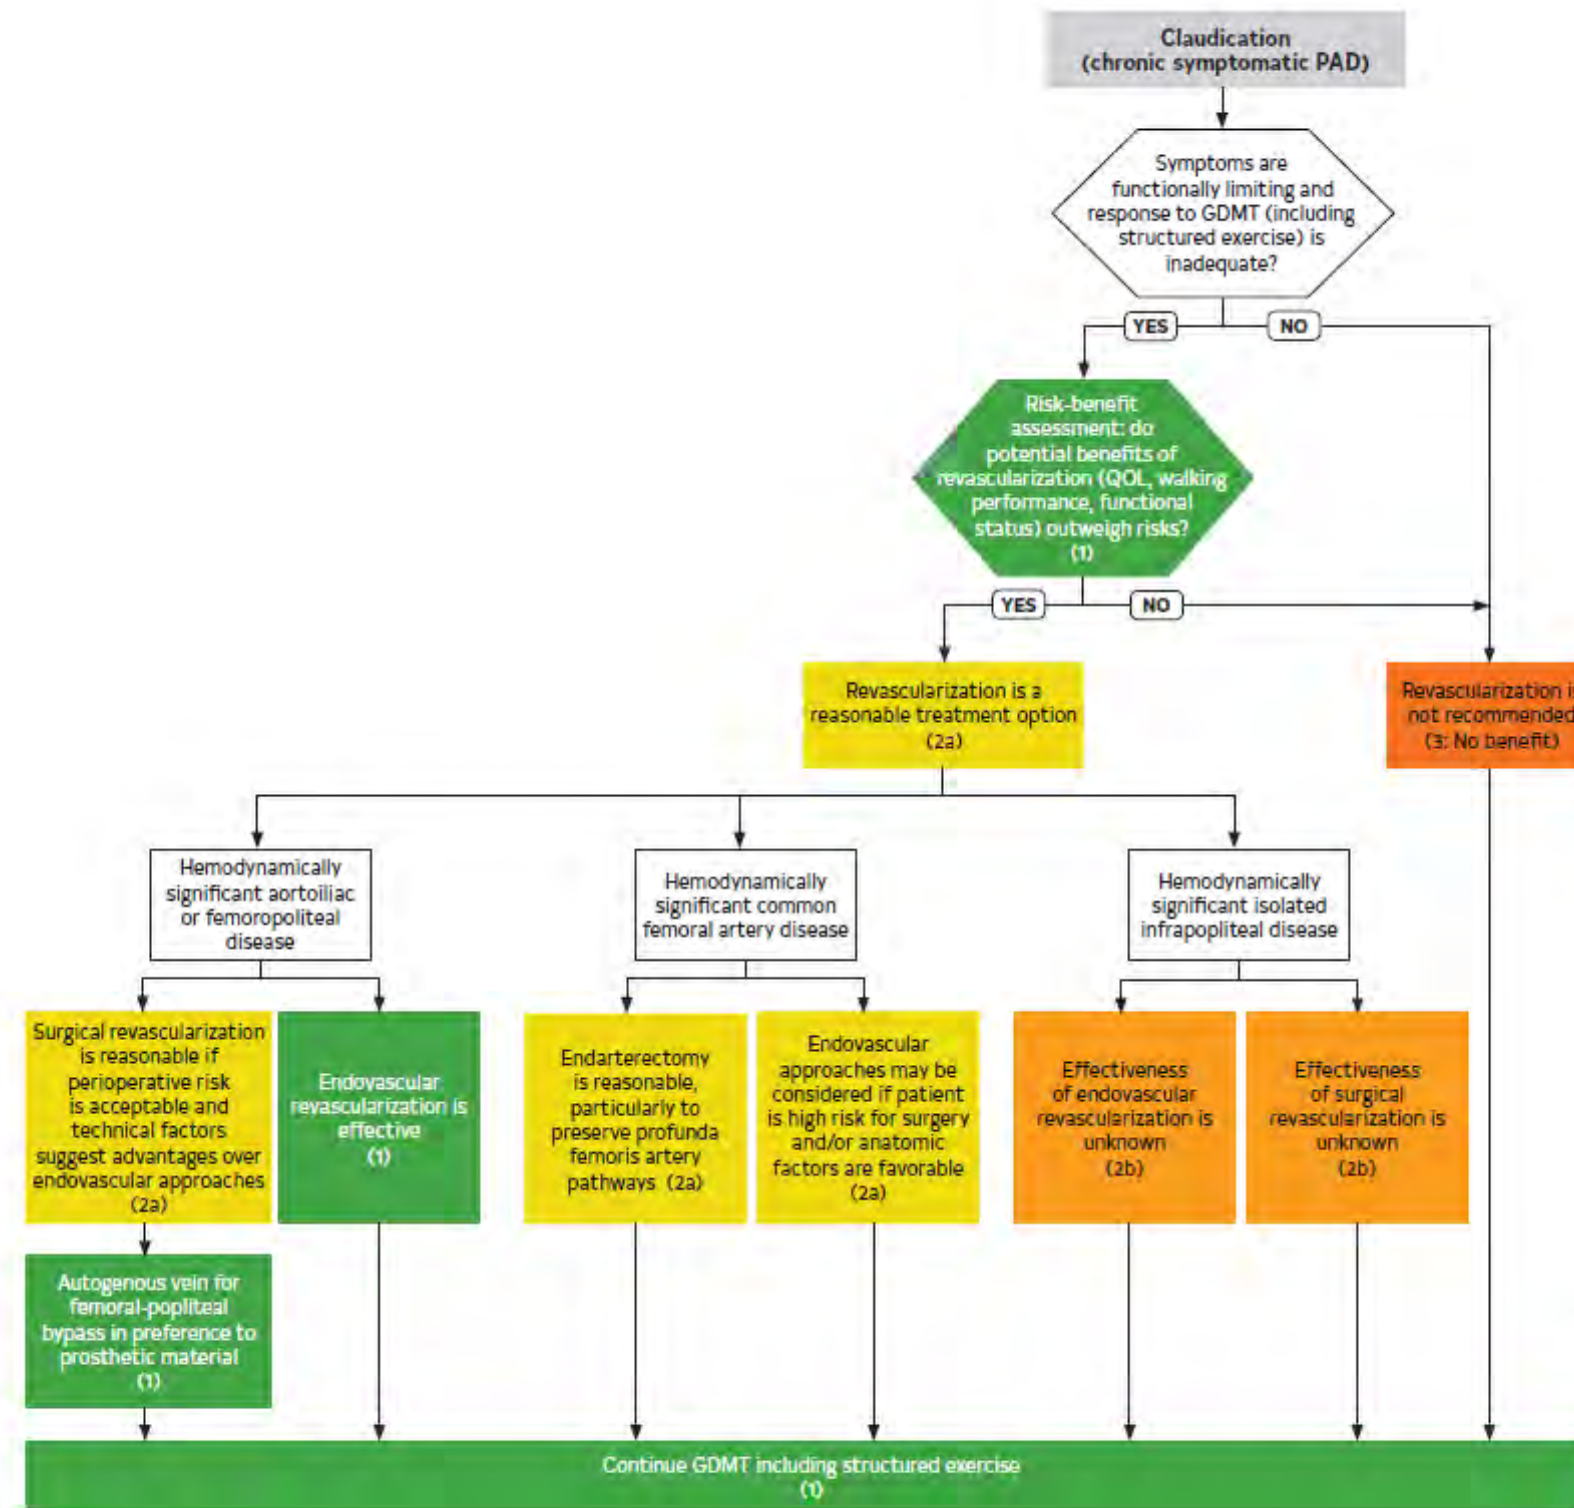 Claudication
(chronic symptomatic PAD)
Symptoms are
functionally limiting and
response to GDMT (including
structured exercise) is
inadequate?
YES
NO
Risk-benefit
assessment: do
potential benefits of
revascularization (QOL, walking
performance, functional
status) outweigh risks?
(1)
YES
NO
Revascularization is a
reasonable treatment option
(2a)
Revascularization is
not recommended
(3: No benefit)
Hemodynamically
significant aortoiliac
or femoropoliteal
disease
Hemodynamically
significant common
femoral artery disease
Hemodynamically
significant isolated
infrapopliteal disease
Surgical revascularization
is reasonable if
perioperative risk
is acceptable and
technical factors
suggest advantages over
endovascular approaches
(2a)
Endovascular
revascularization is
effective
(1)
Endarterectomy
is reasonable,
particularly to
preserve profunda
femoris artery
pathways (2a)
Endovascular
approaches may be
considered if patient
is high risk for surgery
and/or anatomic
factors are favorable
(2a)
Effectiveness
of endovascular
revascularization is
unknown
(2b)
Effectiveness
of surgical
revascularization is
unknown
(2b)
Autogenous vein for
femoral-popliteal
bypass in preference to
prosthetic material
(1)
Continue GDMT including structured exercise
(1)